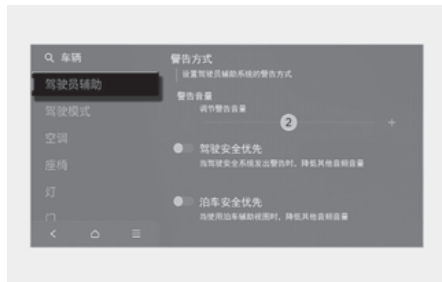 车辆
警告方式
设置驾驶员辅助系统的警告方式
驾驶员辅助
警告音量
调节警告音量
驾驶模式
2
空调
驾驶安全优先
当驾驶安全系统发出警告时，降低其他音频音量
座椅
灯
泊车安全优先
当使用泊车辅助视图时，降低其他音频音量
门